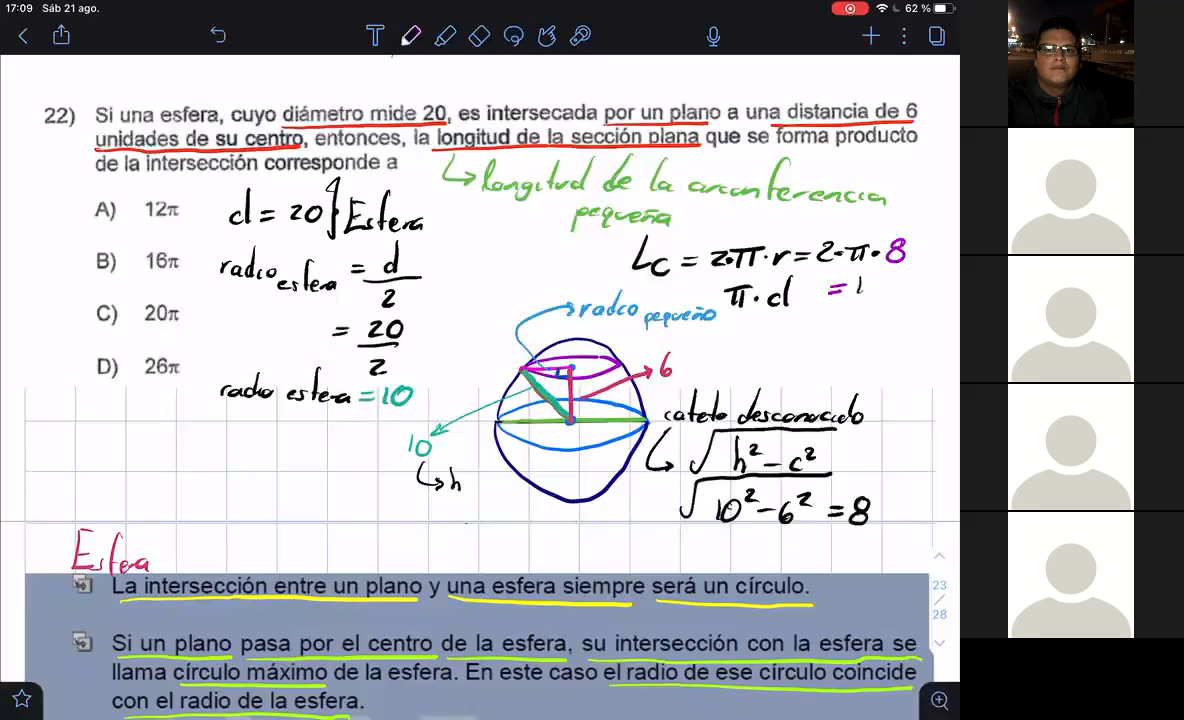 17:09 Sáb 21 ago.
62 %
22) Si una esfera, cuyo diámetro mide 20, es intersecada por un plano a una distancia de 6
unidades de su centro, entonces, la longitud de la sección plana que se forma producto
de la intersección corresponde a
longitud de la circunferencia
pequeña
A) 12π
B) 16π
C) 20π
D) 26π
d = 20 } Esfera
radio esfera = d/2
= 20/2
radio esfera = 10
Lc = 2·π·r = 2·π·8
π·d =
radio pequeño
6
10
h
cateto desconocido
√h² - c²
√10² - 6² = 8
Esfera
La intersección entre un plano y una esfera siempre será un círculo.
Si un plano pasa por el centro de la esfera, su intersección con la esfera se
llama círculo máximo de la esfera. En este caso el radio de ese círculo coincide
con el radio de la esfera.
23
/
28